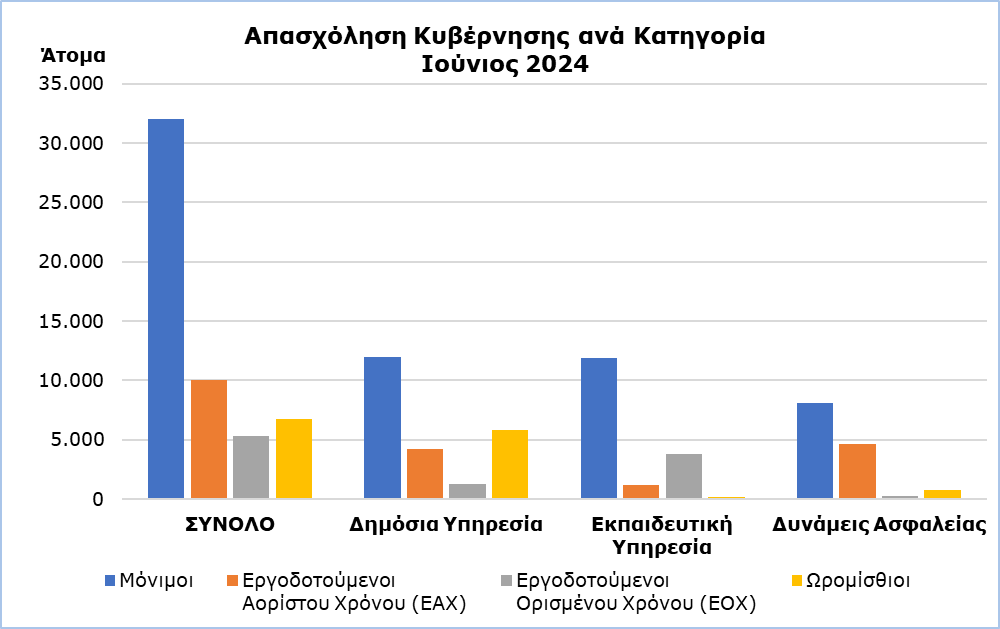 Απασχόληση Κυβέρνησης ανά Κατηγορία
Ιούνιος 2024
Άτομα
35.000
30.000
25.000
20.000
15.000
10.000
5.000
0
ΣΥΝΟΛΟ
Δημόσια Υπηρεσία
Εκπαιδευτική
Υπηρεσία
Δυνάμεις Ασφαλείας
Μόνιμοι
Εργοδοτούμενοι
Αορίστου Χρόνου (ΕΑΧ)
Εργοδοτούμενοι
Ορισμένου Χρόνου (ΕΟΧ)
Ωρομίσθιοι